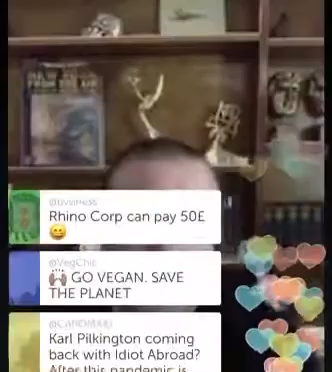 Rhino Corp can pay 50£
😄
@VegChic
🙌🏽 GO VEGAN. SAVE
THE PLANET
Karl Pilkington coming
back with Idiot Abroad?
After this pandemic is